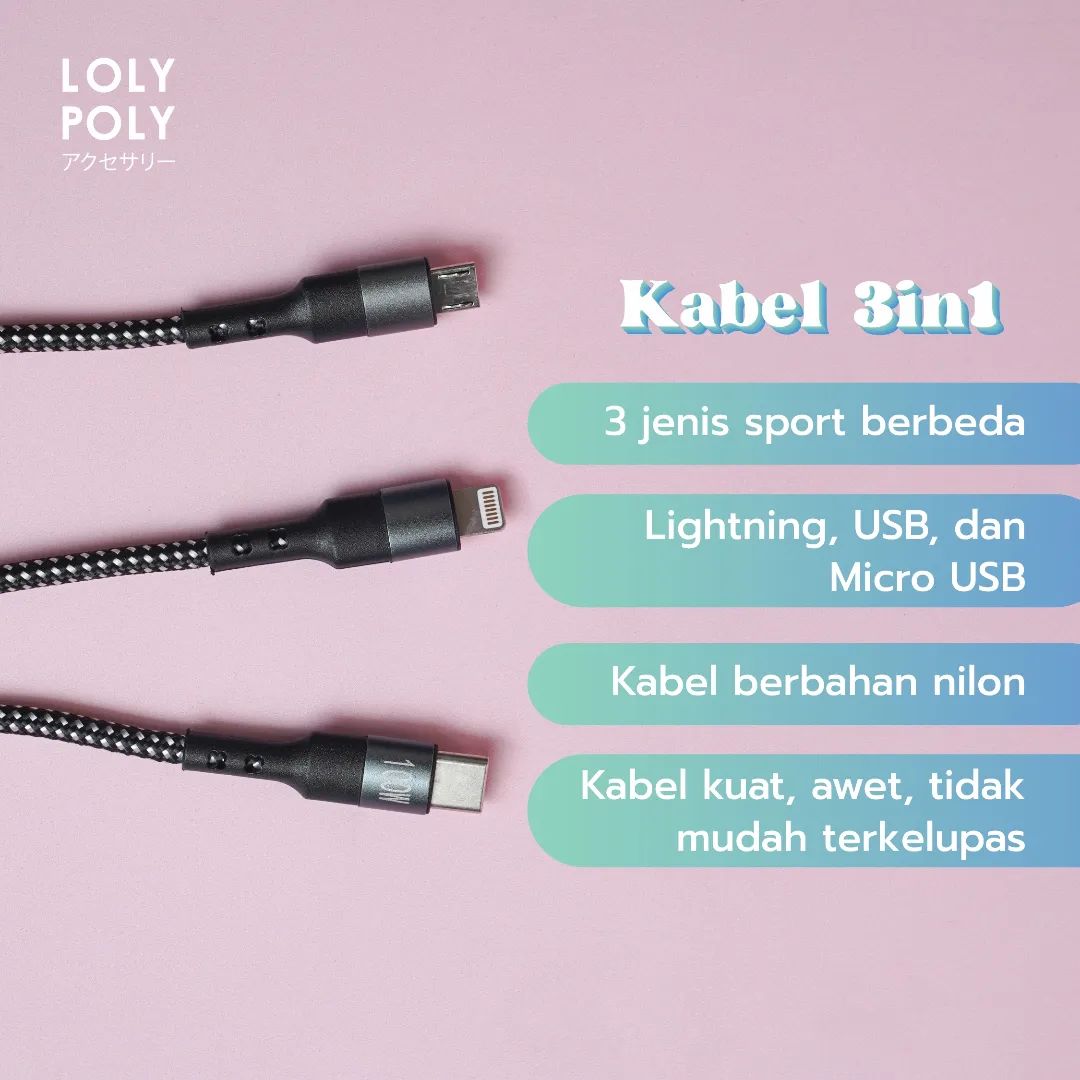 LOLY
POLY
アクセサリー
Kabel 3in1
3 jenis sport berbeda
Lightning, USB, dan
Micro USB
Kabel berbahan nilon
Kabel kuat, awet, tidak
mudah terkelupas
100W